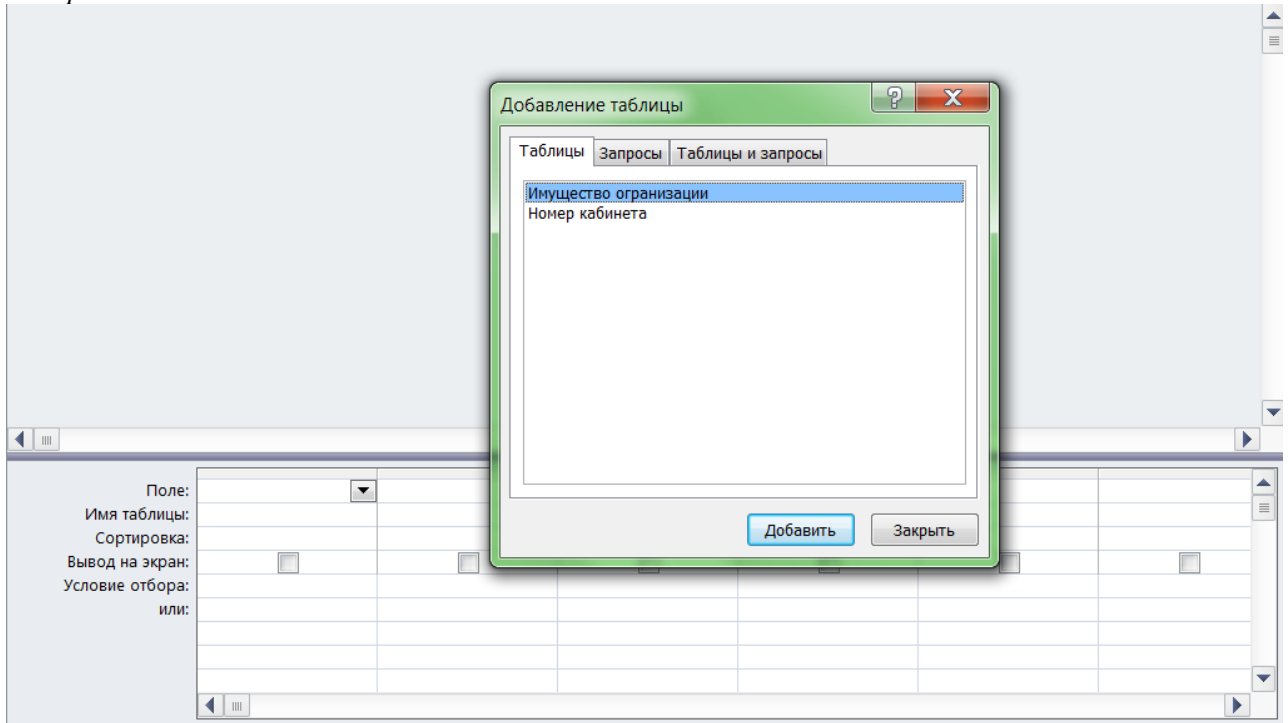 Добавление таблицы
Таблицы Запросы Таблицы и запросы
Имущество огранизации
Номер кабинета
Добавить Закрыть
Поле:
Имя таблицы:
Сортировка:
Вывод на экран:
Условие отбора:
или: